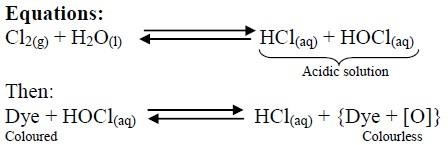 Equations:
Cl2(g) + H2O(l) HCl(aq) + HOCl(aq)
Acidic solution
Then:
Dye + HOCl(aq) HCl(aq) + {Dye + [O]}
Coloured Colourless